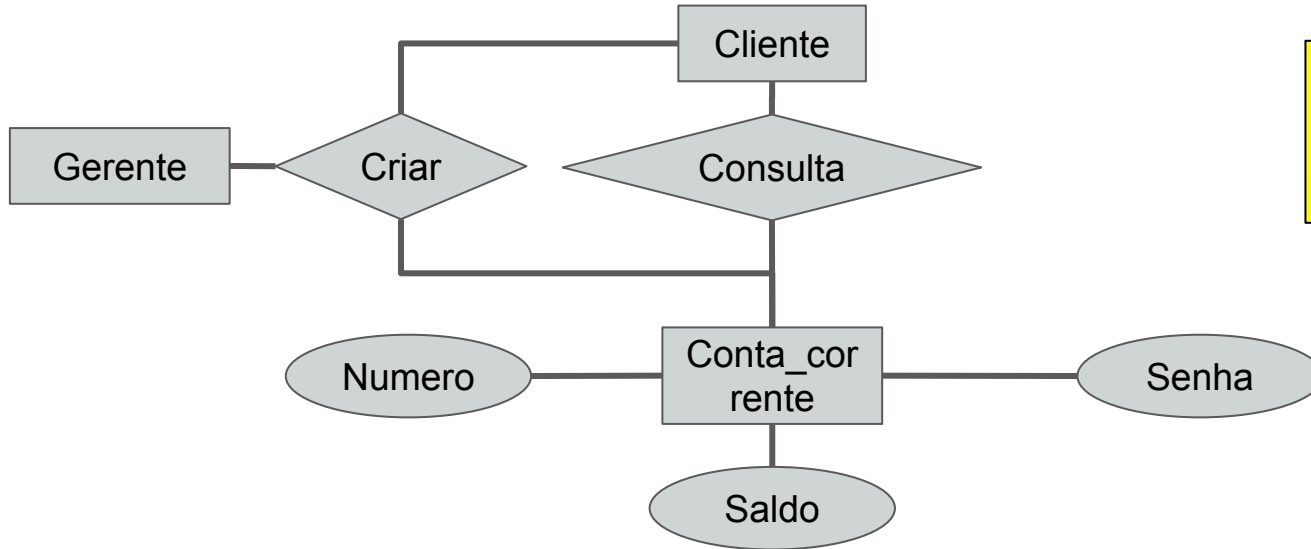 Cliente
Gerente
Criar
Consulta
Numero
Conta_cor
rente
Senha
Saldo